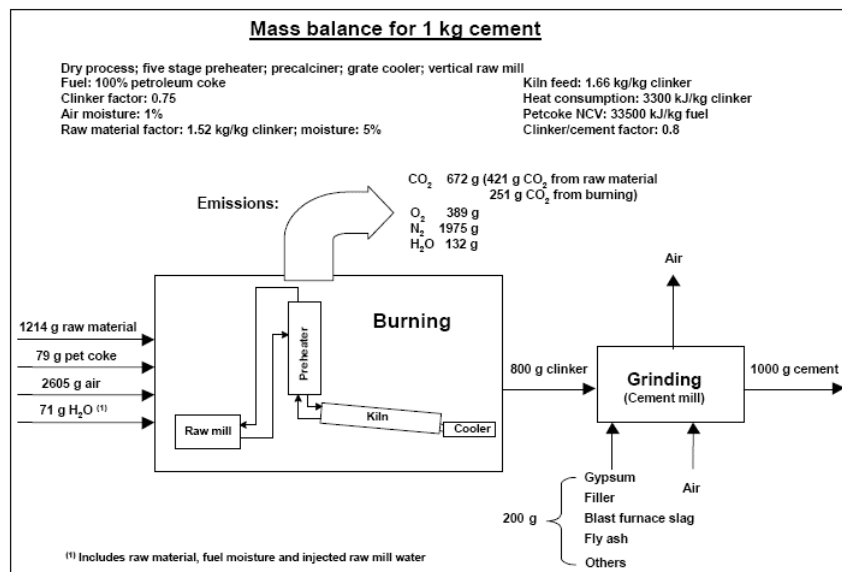 Mass balance for 1 kg cement
Dry process; five stage preheater; precalciner; grate cooler; vertical raw mill
Fuel: 100% petroleum coke
Clinker factor: 0.75
Air moisture: 1%
Raw material factor: 1.52 kg/kg clinker; moisture: 5%
Kiln feed: 1.66 kg/kg clinker
Heat consumption: 3300 kJ/kg clinker
Petcoke NCV: 33500 kJ/kg fuel
Clinker/cement factor: 0.8
Emissions:
CO₂ 672 g (421 g CO₂ from raw material
251 g CO₂ from burning)
O₂ 389 g
N₂ 1975 g
H₂O 132 g
1214 g raw material
79 g pet coke
2605 g air
71 g H₂O ⁽¹⁾
Burning
Preheater
Raw mill
Kiln
Cooler
800 g clinker
Air
Grinding
(Cement mill)
1000 g cement
200 g
Gypsum
Filler
Blast furnace slag
Fly ash
Others
Air
⁽¹⁾ Includes raw material, fuel moisture and injected raw mill water